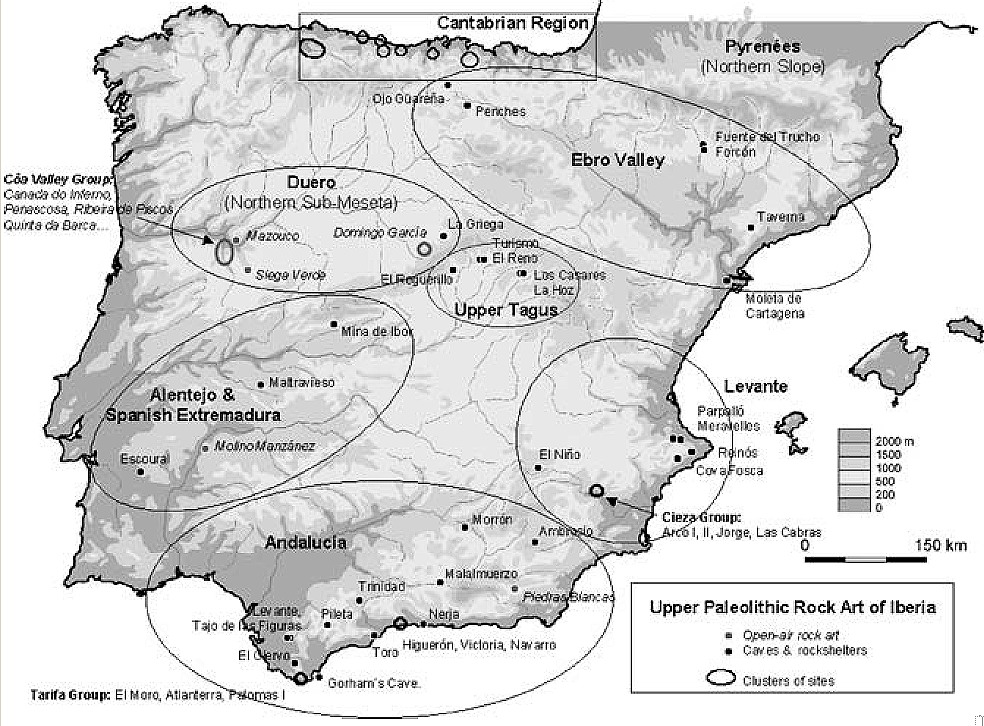 Cantabrian Region
Pyrenées
(Northern Slope)
Ojo Guareña
Penches
Fuente del Trucho
Forcón
Ebro Valley
Côa Valley Group:
Canada do Inferno,
Penascosa, Ribeira de Piscos
Quinta da Barca...
Duero
(Northern Sub-Meseta)
Mazouco
Domingo García
La Griega
Taverna
Turismo
El Reno
Siega Verde
El Reguerillo
Los Casares
La Hoz
Upper Tagus
Moleta de
Cartagena
Mina de Ibor
Maltravieso
Alentejo &
Spanish Extremadura
Levante
Parpalló
Meravelles
Molino Manzánez
Escoural
El Niño
Reinós
Cova Fosca
2000 m
1500
1000
500
200
0
Cieza Group:
Arco I, II, Jorge, Las Cabras
Morrón
Ambrosio
Andalucía
0 150 km
Malalmuerzo
Trinidad
Piedras Blancas
Levante,
Tajo de las Figuras
Pileta
Nerja
Higuerón, Victoria, Navarro
Toro
El Ciervo
Gorham's Cave.
Tarifa Group: El Moro, Atlanterra, Palomas I
Upper Paleolithic Rock Art of Iberia
Open-air rock art
Caves & rockshelters
Clusters of sites